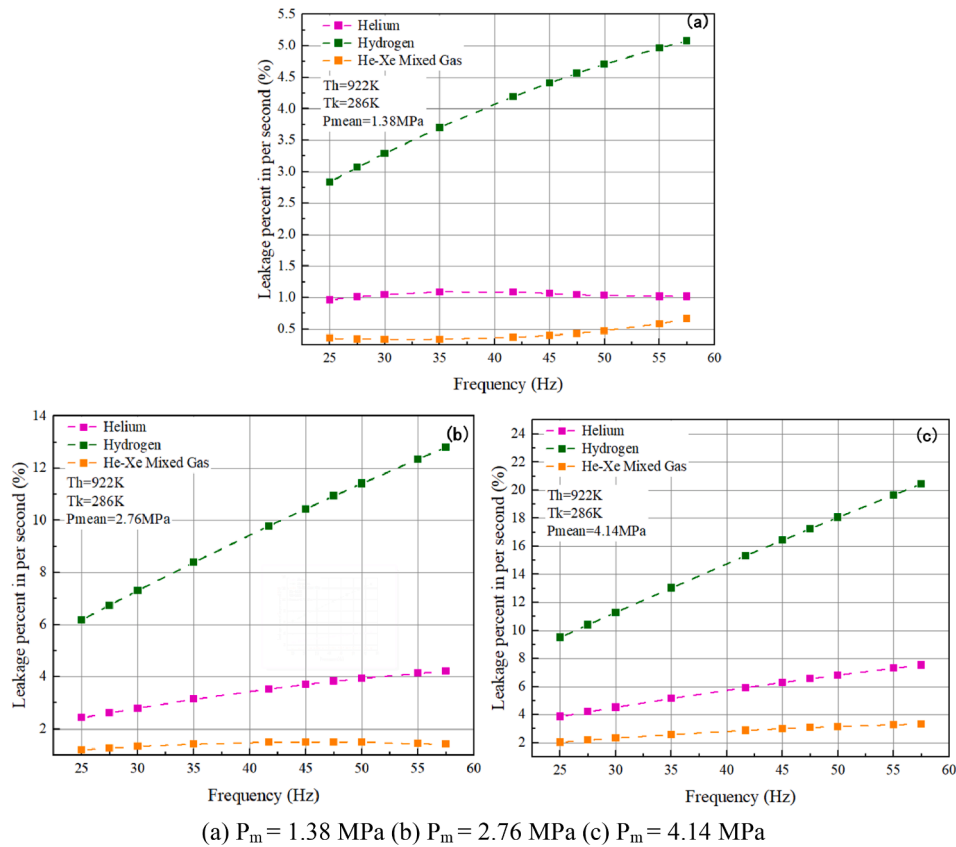 (a)
Helium
Hydrogen
He-Xe Mixed Gas
Th=922K
Tk=286K
Pmean=1.38MPa
Leakage percent in per second (%)
5.5
5.0
4.5
4.0
3.5
3.0
2.5
2.0
1.5
1.0
0.5
25 30 35 40 45 50 55 60
Frequency (Hz)
(b)
Helium
Hydrogen
He-Xe Mixed Gas
Th=922K
Tk=286K
Pmean=2.76MPa
Leakage percent in per second (%)
14
12
10
8
6
4
2
25 30 35 40 45 50 55 60
Frequency (Hz)
(c)
Helium
Hydrogen
He-Xe Mixed Gas
Th=922K
Tk=286K
Pmean=4.14MPa
Leakage percent in per second (%)
24
22
20
18
16
14
12
10
8
6
4
2
25 30 35 40 45 50 55 60
Frequency (Hz)
(a) Pm = 1.38 MPa (b) Pm = 2.76 MPa (c) Pm = 4.14 MPa